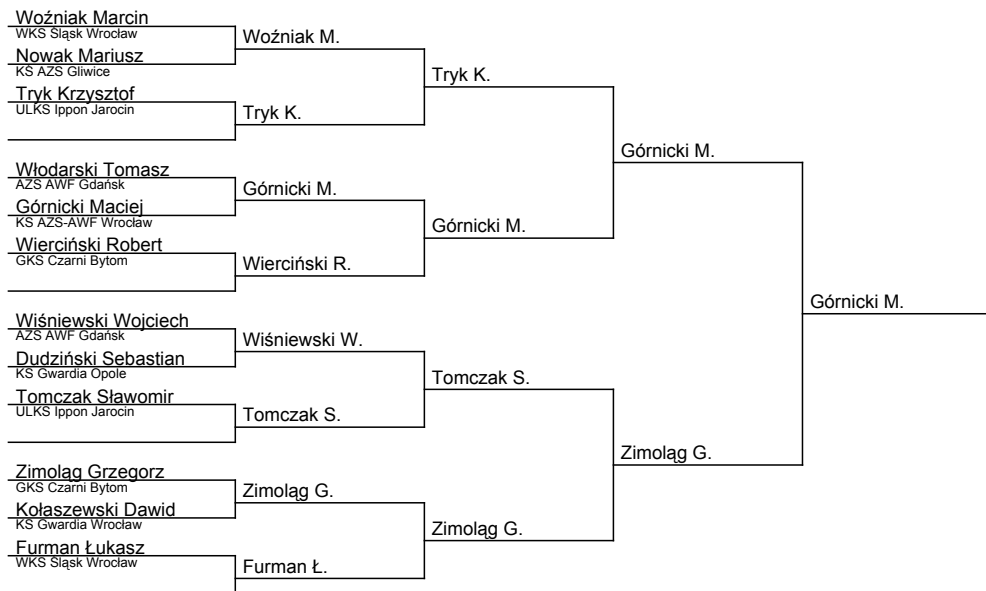 Woźniak Marcin
WKS Śląsk Wrocław
Woźniak M.
Nowak Mariusz
KS AZS Gliwice
Tryk K.
Tryk Krzysztof
ULKS Ippon Jarocin
Tryk K.
Górnicki M.
Włodarski Tomasz
AZS AWF Gdańsk
Górnicki M.
Górnicki Maciej
KS AZS-AWF Wrocław
Górnicki M.
Wierciński Robert
GKS Czarni Bytom
Wierciński R.
Górnicki M.
Wiśniewski Wojciech
AZS AWF Gdańsk
Wiśniewski W.
Dudziński Sebastian
KS Gwardia Opole
Tomczak S.
Tomczak Sławomir
ULKS Ippon Jarocin
Tomczak S.
Zimoląg G.
Zimoląg Grzegorz
GKS Czarni Bytom
Zimoląg G.
Kołaszewski Dawid
KS Gwardia Wrocław
Zimoląg G.
Furman Łukasz
WKS Śląsk Wrocław
Furman Ł.